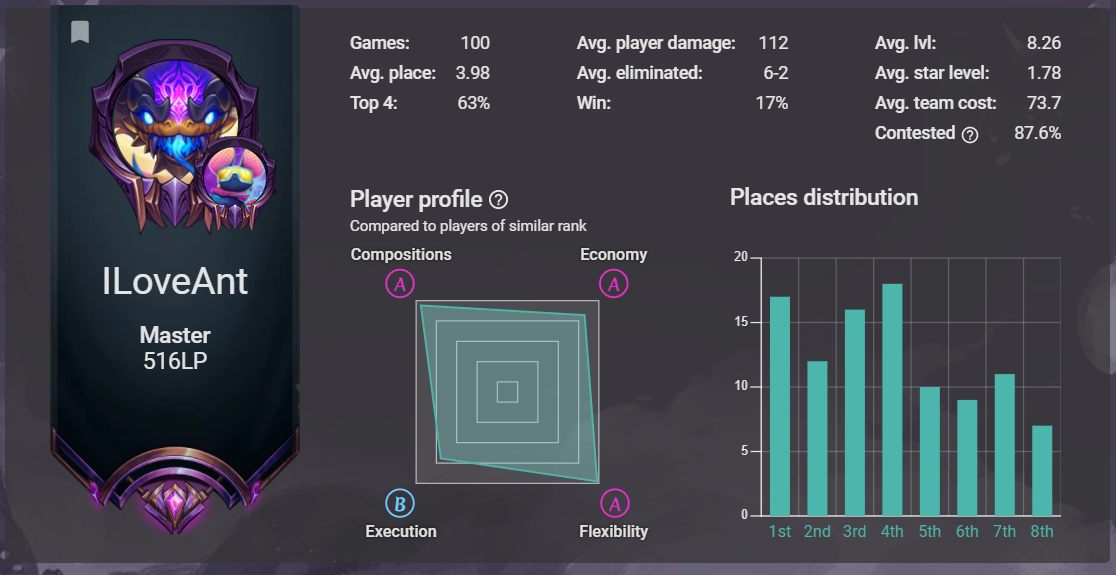 ILoveAnt
Master
516LP
Games: 100
Avg. place: 3.98
Top 4: 63%
Avg. player damage: 112
Avg. eliminated: 6-2
Win: 17%
Avg. lvl: 8.26
Avg. star level: 1.78
Avg. team cost: 73.7
Contested ? 87.6%
Player profile ?
Compared to players of similar rank
Compositions Economy
A A
B A
Execution Flexibility
Places distribution
20
15
10
5
0
1st 2nd 3rd 4th 5th 6th 7th 8th